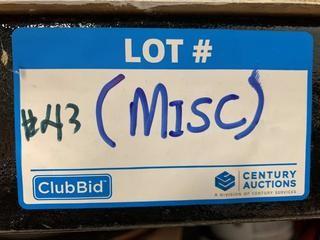 LOT #
#43 (MISC)
ClubBid
CENTURY
AUCTIONS
A DIVISION OF CENTURY SERVICES